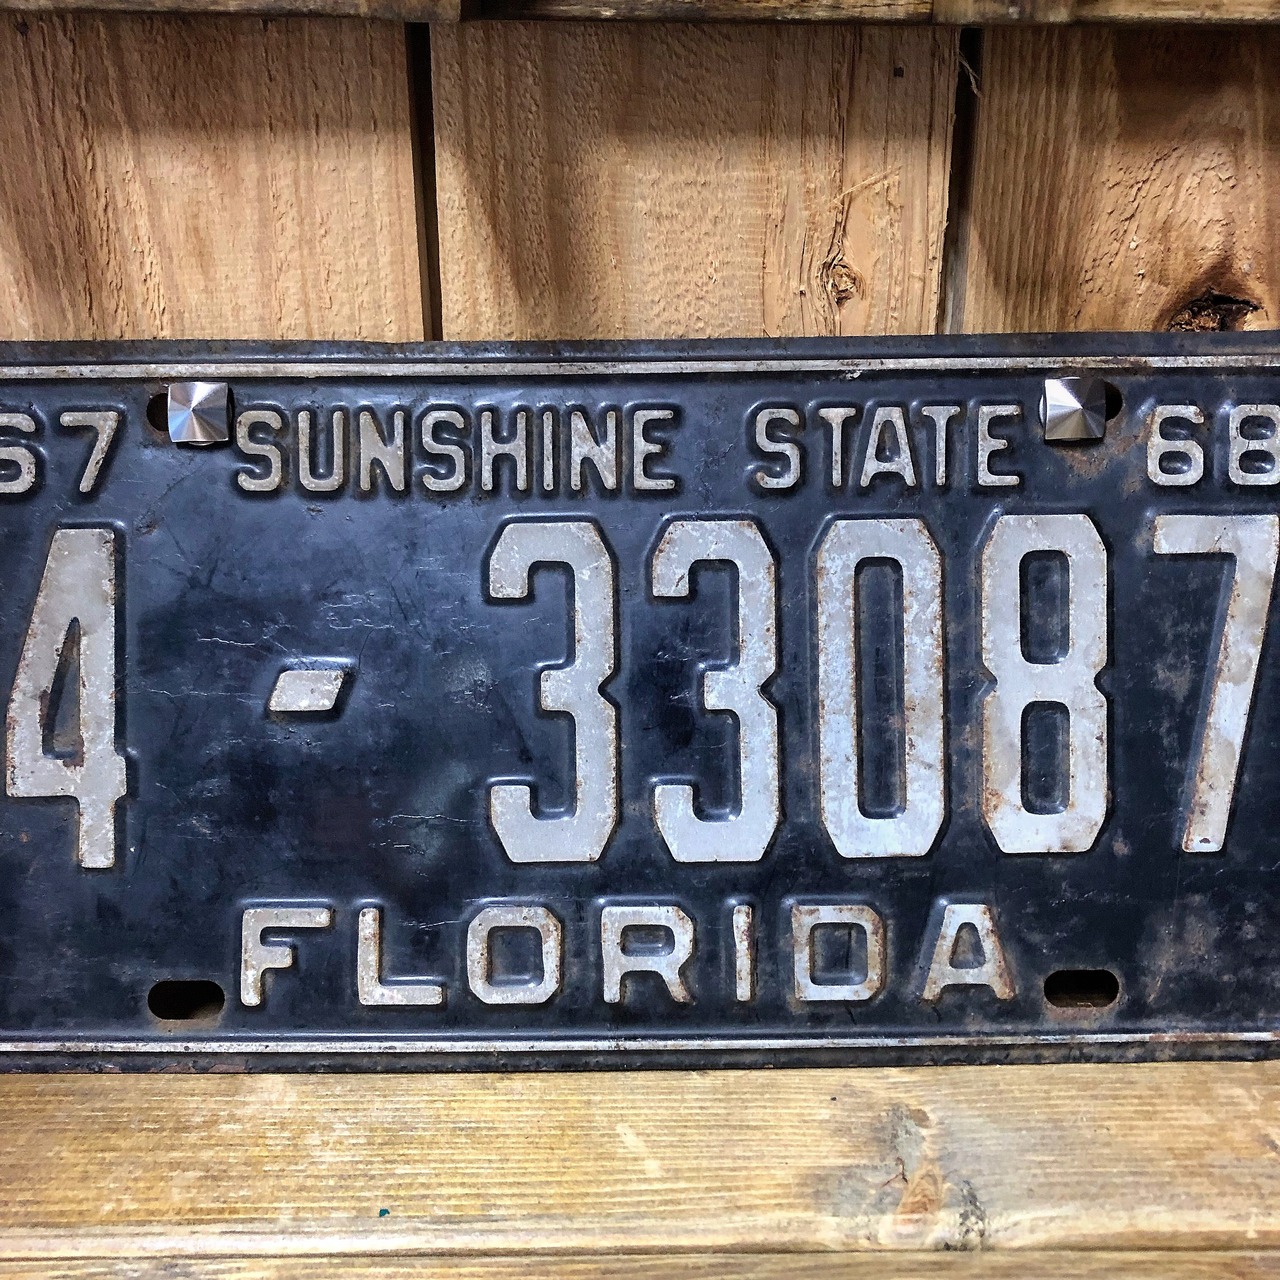 67 SUNSHINE STATE 68
4-33087
FLORIDA